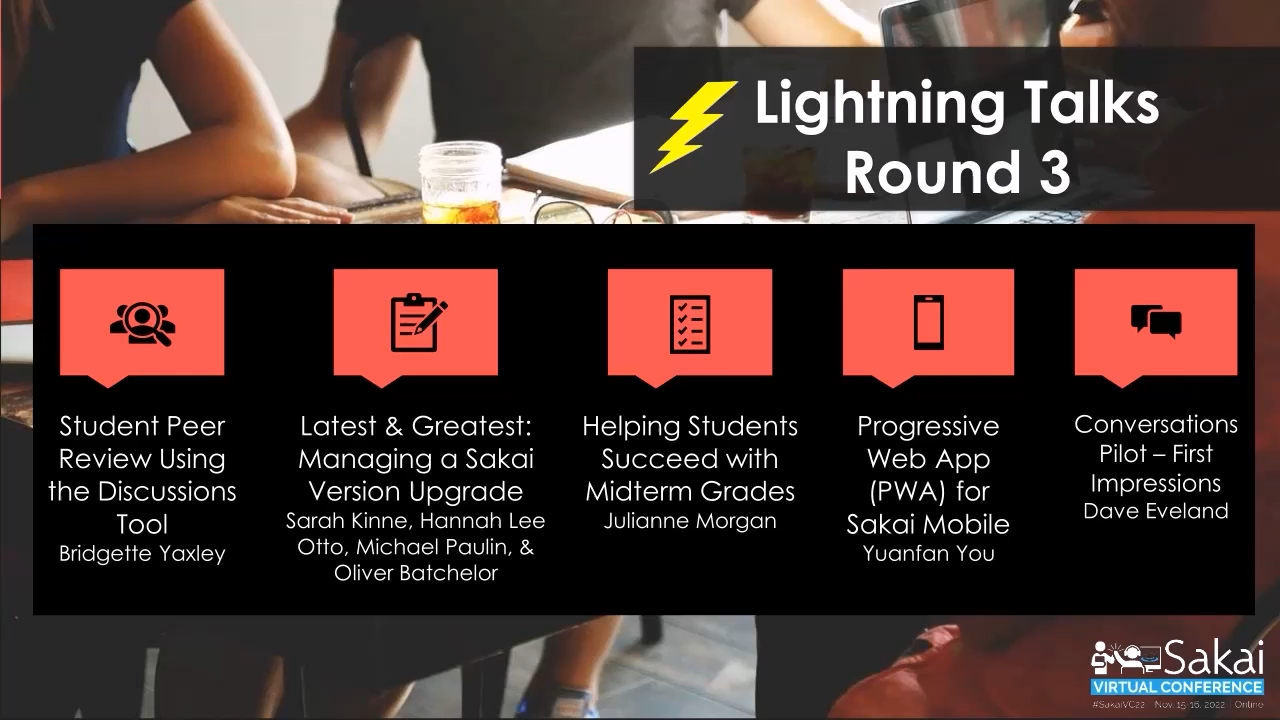 Lightning Talks
Round 3
Student Peer
Review Using
the Discussions
Tool
Bridgette Yaxley
Latest & Greatest:
Managing a Sakai
Version Upgrade
Sarah Kinne, Hannah Lee
Otto, Michael Paulin, &
Oliver Batchelor
Helping Students
Succeed with
Midterm Grades
Julianne Morgan
Progressive
Web App
(PWA) for
Sakai Mobile
Yuanfan You
Conversations
Pilot – First
Impressions
Dave Eveland
Sakai
VIRTUAL CONFERENCE
#SakaiVC22 Nov. 15-16, 2022 | Online